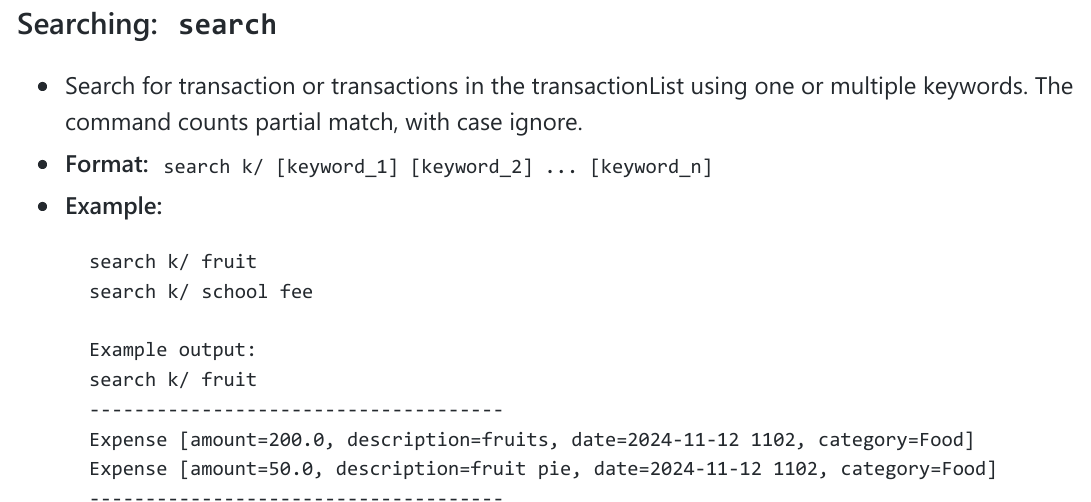 Searching: search
• Search for transaction or transactions in the transactionList using one or multiple keywords. The
command counts partial match, with case ignore.
• Format: search k/ [keyword_1] [keyword_2] ... [keyword_n]
• Example:
search k/ fruit
search k/ school fee
Example output:
search k/ fruit
-------------------------------------
Expense [amount=200.0, description=fruits, date=2024-11-12 1102, category=Food]
Expense [amount=50.0, description=fruit pie, date=2024-11-12 1102, category=Food]
-------------------------------------